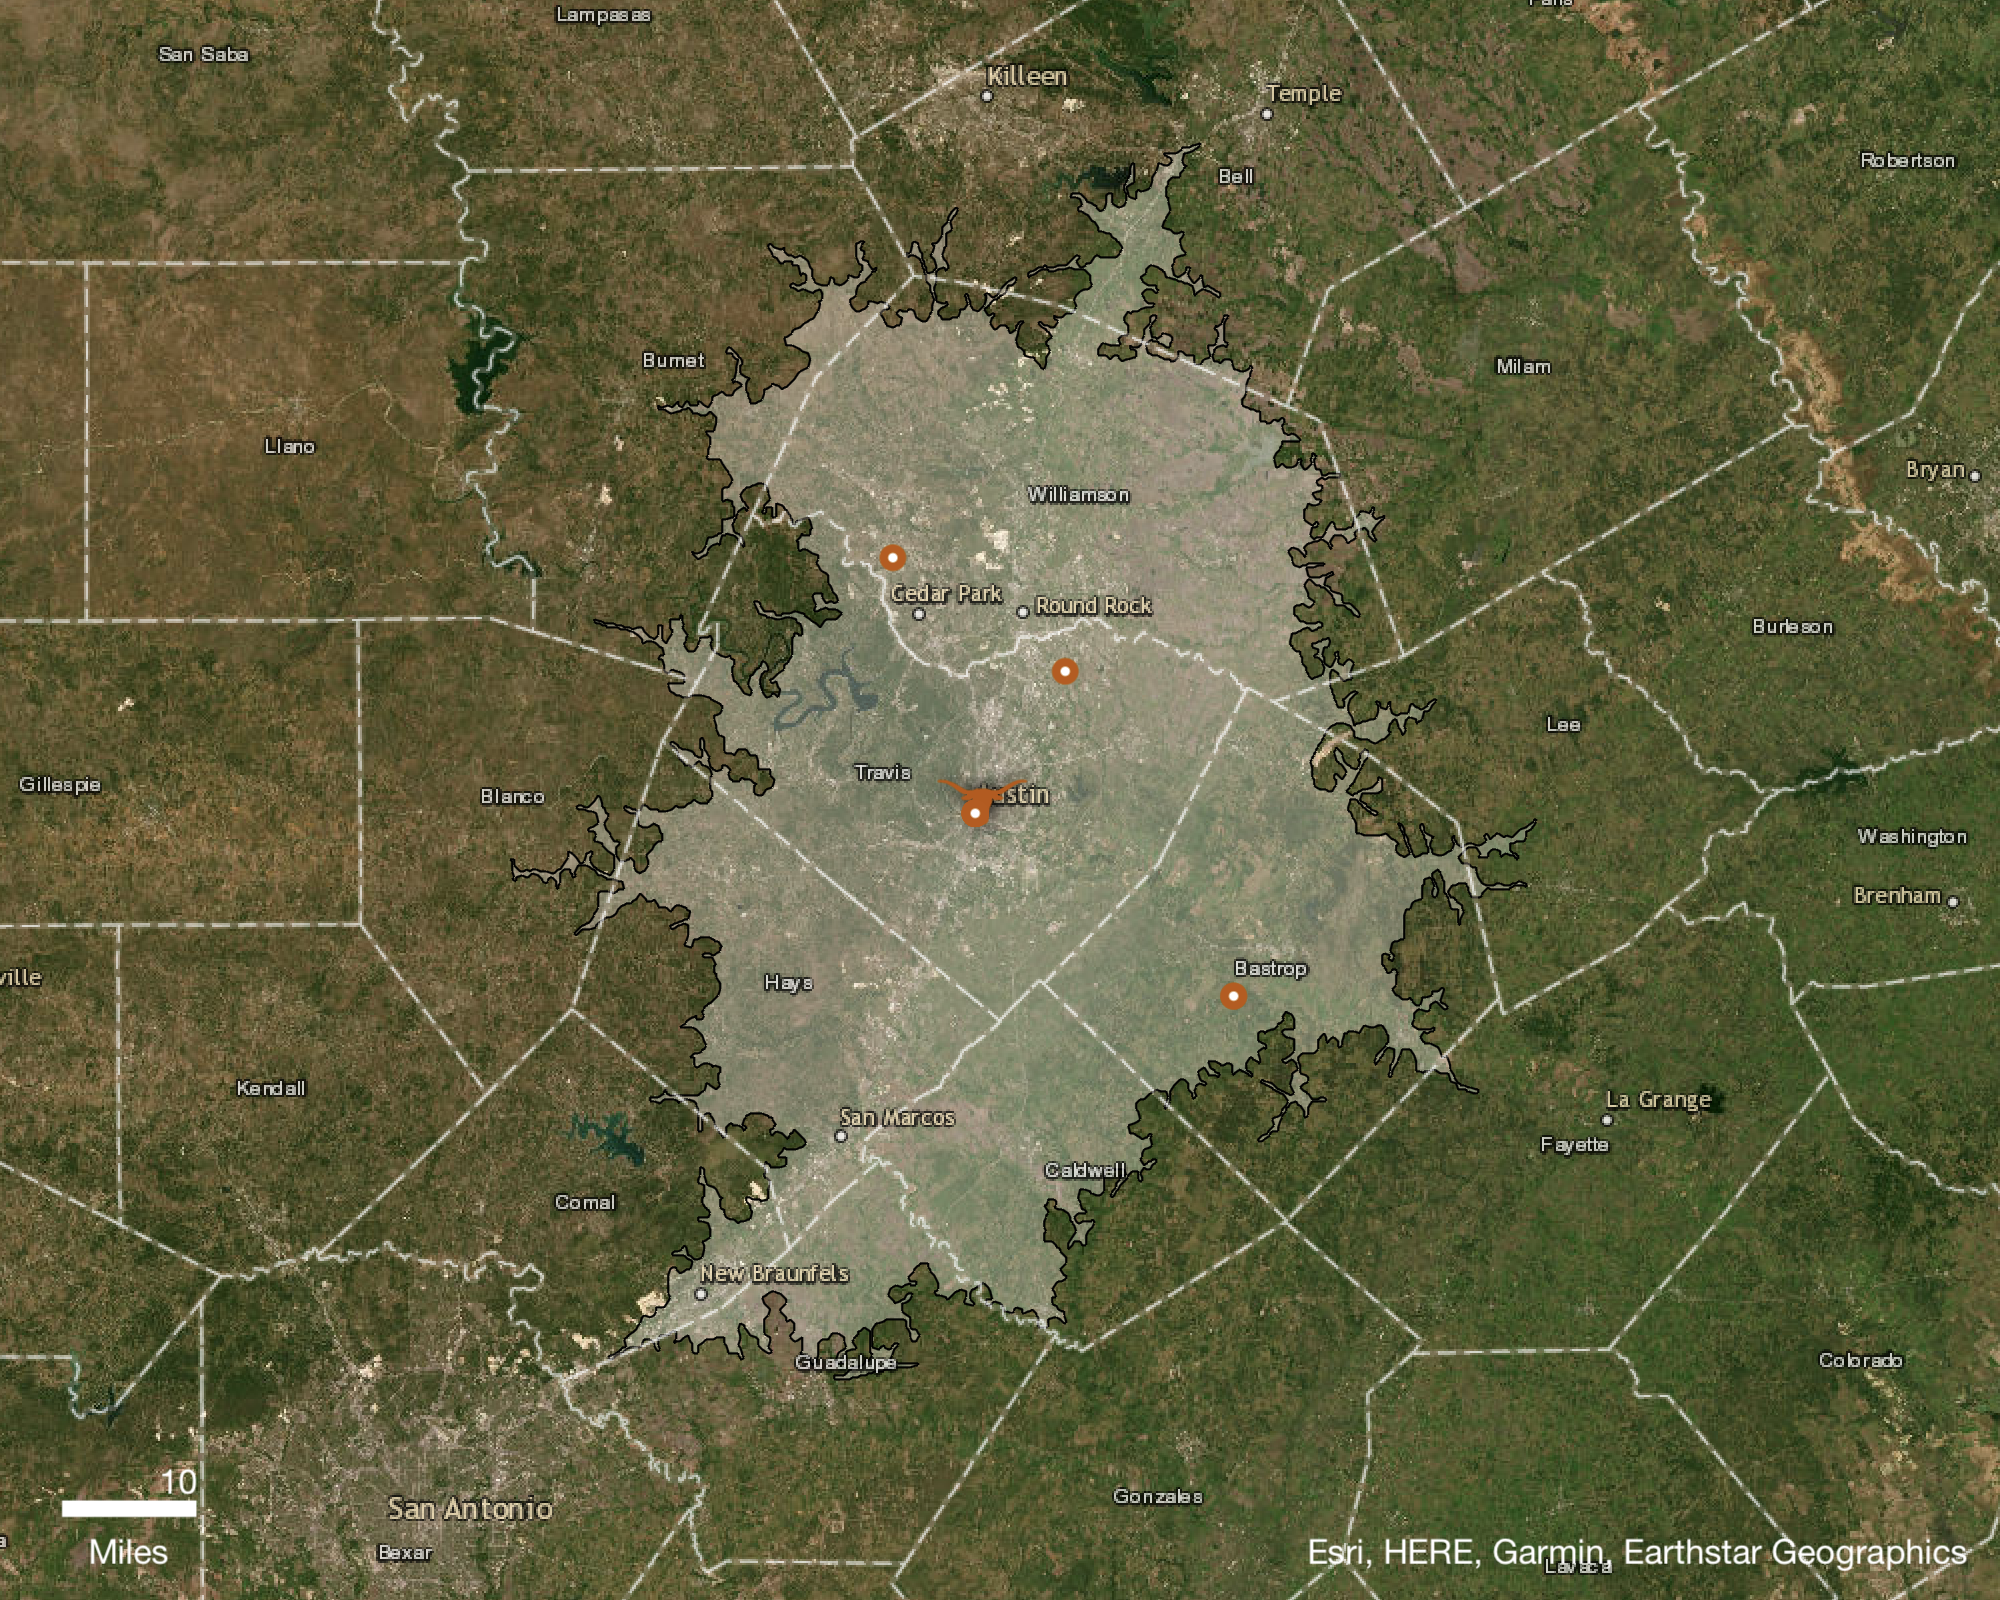 Lampasas
San Saba
Killeen
Temple
Robertson
Bell
Burnet
Milam
Llano
Bryan
Williamson
Cedar Park
Round Rock
Burleson
Lee
Travis
Gillespie
Blanco
Washington
Brenham
Bastrop
ville
Hays
Kendall
San Marcos
La Grange
Fayette
Caldwell
Comal
New Braunfels
Guadalupe
Colorado
10
Miles
San Antonio
Bexar
Gonzales
Esri, HERE, Garmin, Earthstar Geographics
Lavaca